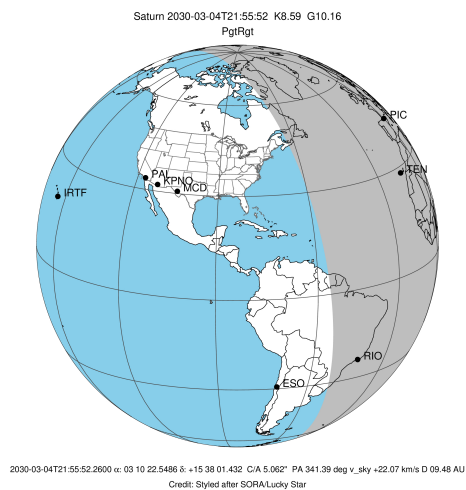 Saturn 2030-03-04T21:55:52 K8.59 G10.16
PgtRgt
PIC
TEN
PAL
KPNO
MCD
IRTF
RIO
ESO
2030-03-04T21:55:52.2600 α: 03 10 22.5486 δ: +15 38 01.432 C/A 5.062" PA 341.39 deg v_sky +22.07 km/s D 09.48 AU
Credit: Styled after SORA/Lucky Star